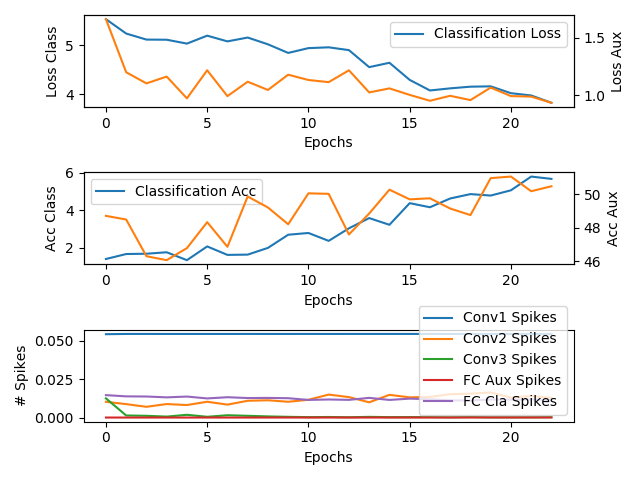 Classification Loss
Loss Class
5
4
1.5
1.0
Loss Aux
0 5 10 15 20
Epochs
Classification Acc
Acc Class
6
4
2
50
48
46
Acc Aux
0 5 10 15 20
Epochs
# Spikes
0.050
0.025
0.000
Conv1 Spikes
Conv2 Spikes
Conv3 Spikes
FC Aux Spikes
FC Cla Spikes
0 5 10 15 20
Epochs